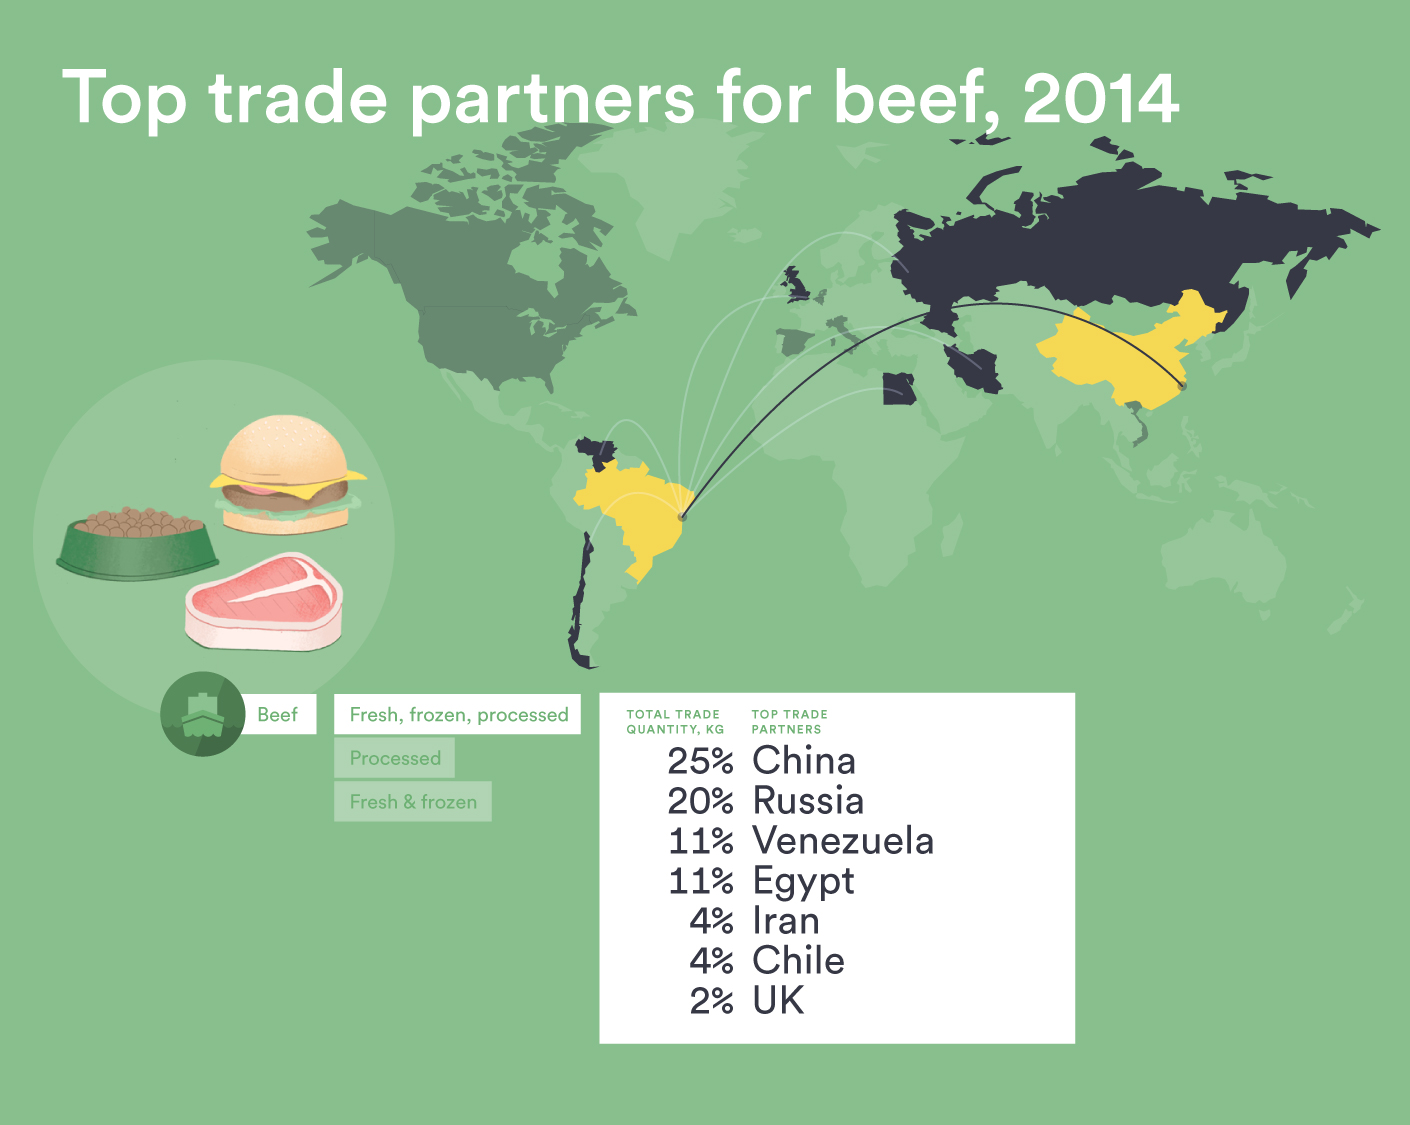 Top trade partners for beef, 2014
Beef
Fresh, frozen, processed
Processed
Fresh & frozen
TOTAL TRADE QUANTITY, KG
TOP TRADE PARTNERS
25% China
20% Russia
11% Venezuela
11% Egypt
4% Iran
4% Chile
2% UK